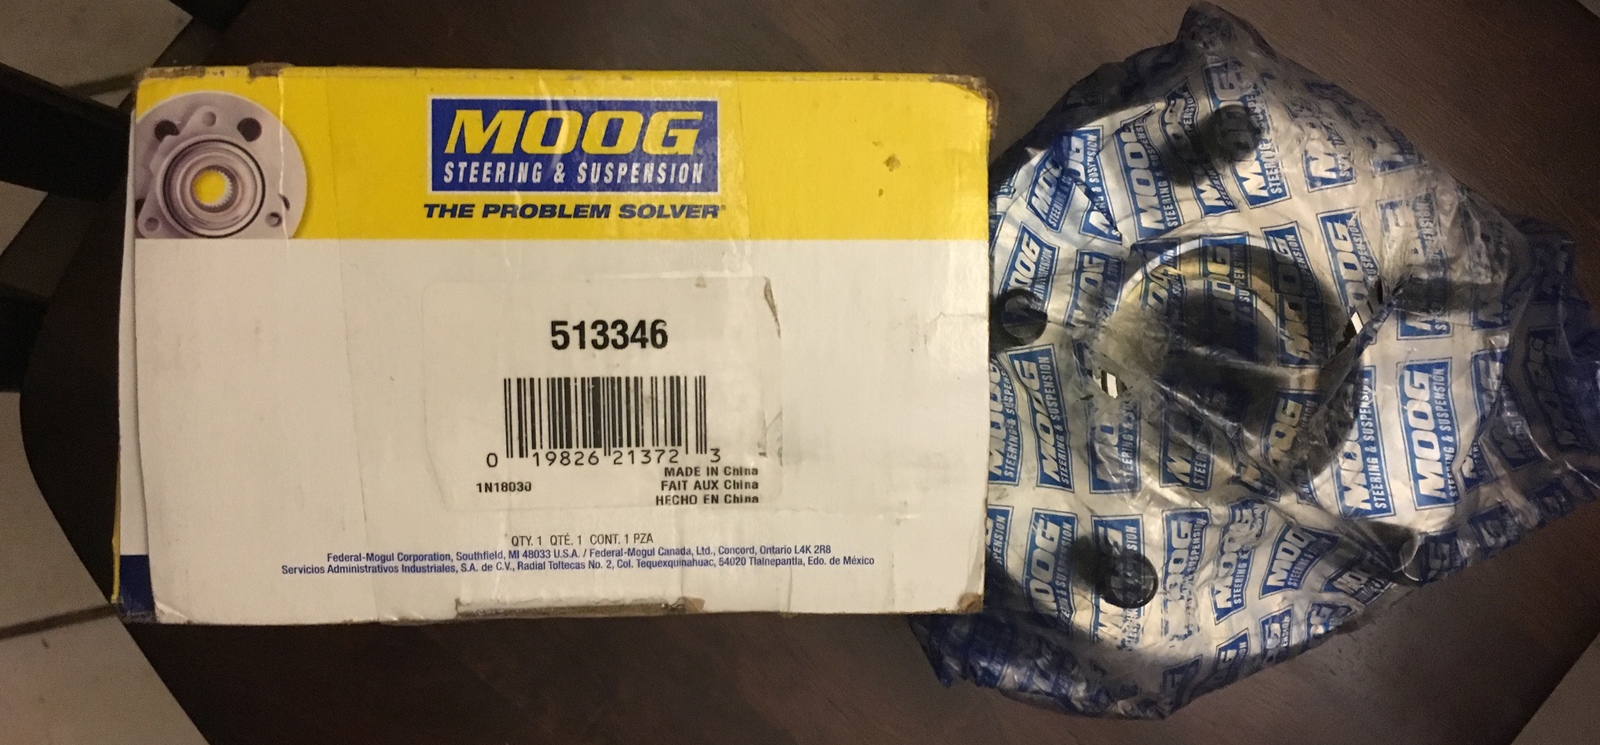 MOOG
STEERING & SUSPENSION
THE PROBLEM SOLVER
513346
0 19826 21372 3
MADE IN China
1N18030 FAIT AUX China
HECHO EN China
QTY. 1 QTÉ. 1 CONT. 1 PZA
Federal-Mogul Corporation, Southfield, MI 48033 U.S.A. / Federal-Mogul Canada, Ltd., Concord, Ontario L4K 2R8
Servicios Administrativos Industriales, S.A. de C.V., Radial Toltecas No. 2, Col. Tequexquinahuac, 54020 Tlalnepantla, Edo. de México
MOOG
STEERING & SUSPENSION
MOOG
STEERING & SUSPENSION
MOOG
STEERING & SUSPENSION